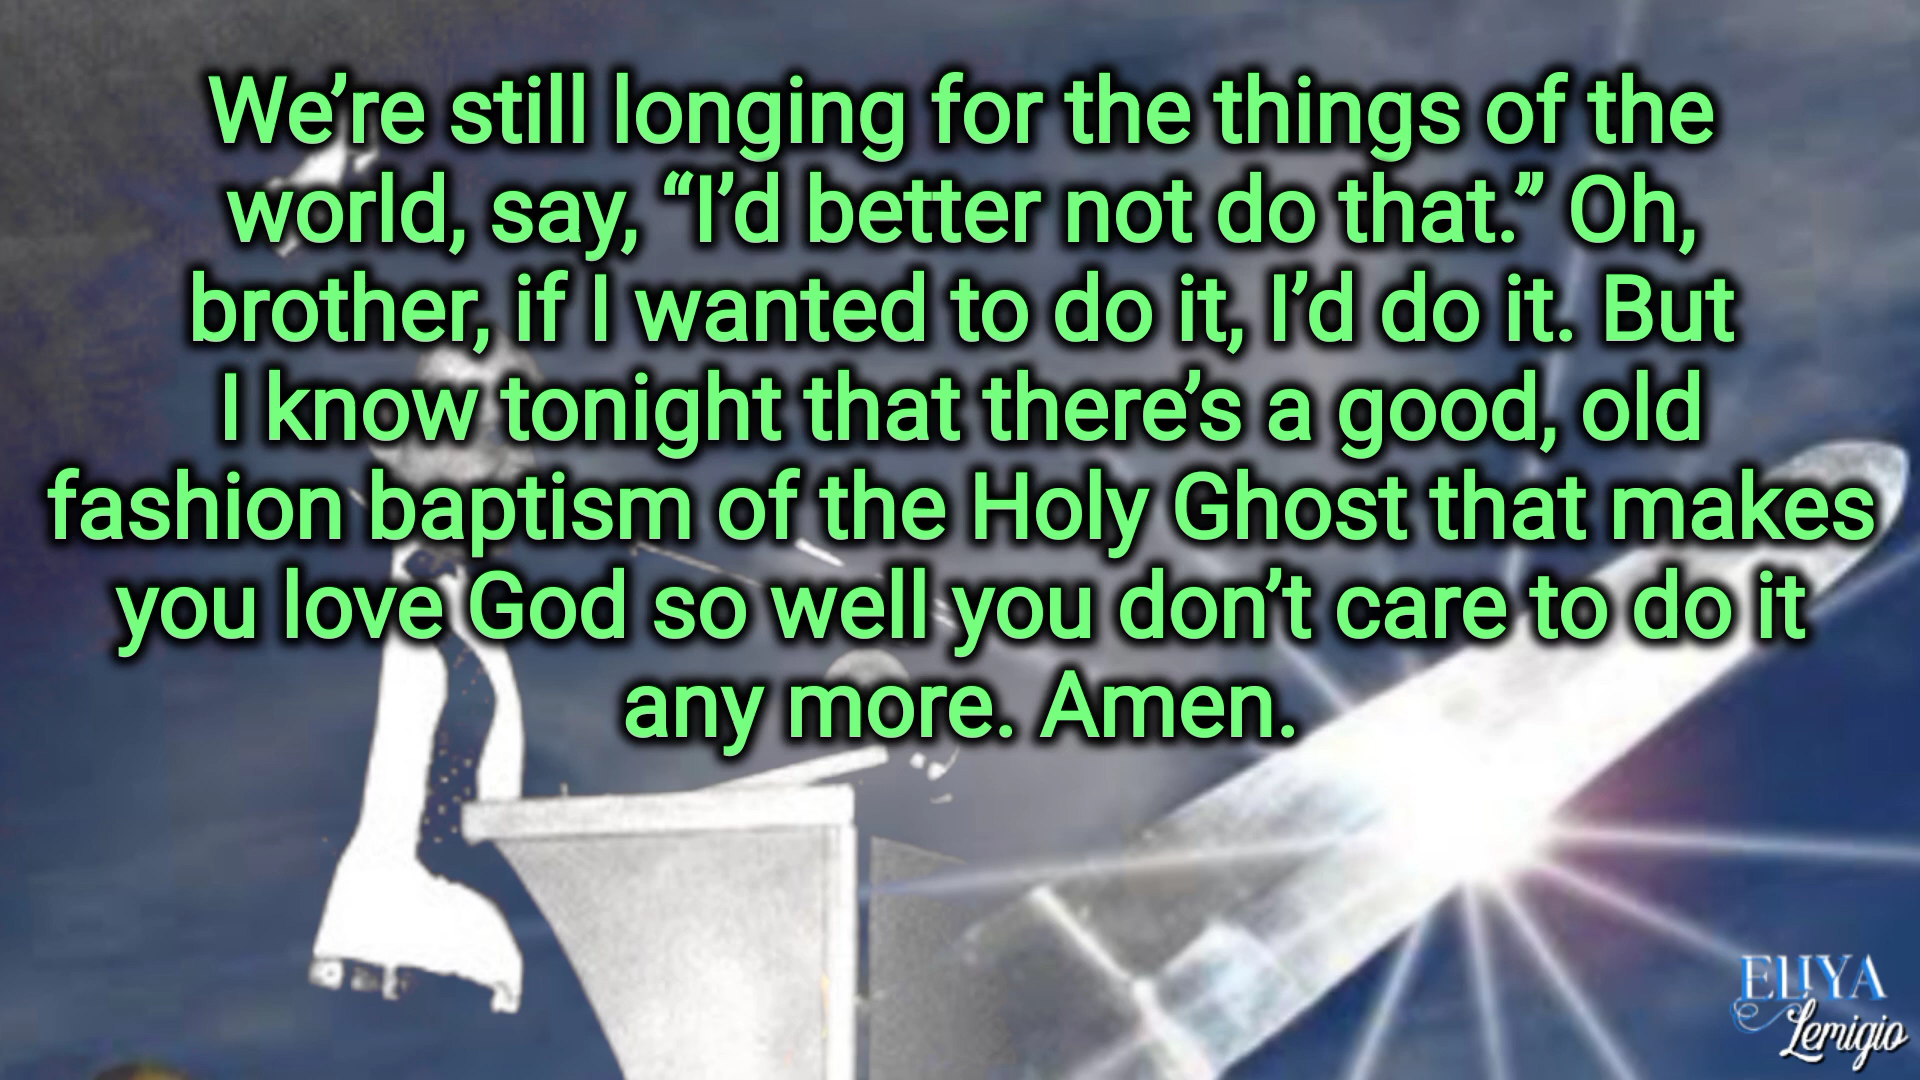 We’re still longing for the things of the
world, say, “I’d better not do that.” Oh,
brother, if I wanted to do it, I’d do it. But
I know tonight that there’s a good, old
fashion baptism of the Holy Ghost that makes
you love God so well you don’t care to do it
any more. Amen.
ELIYA
Lemigio